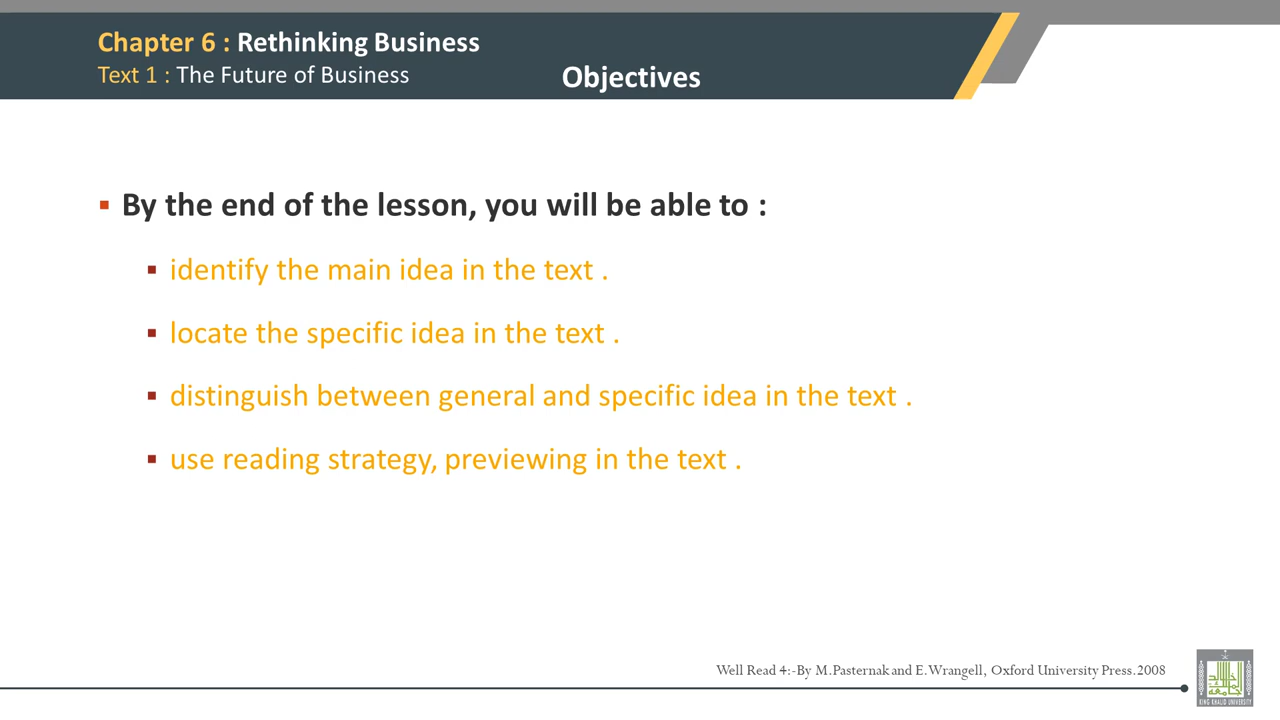 Chapter 6 : Rethinking Business
Text 1 : The Future of Business
Objectives
By the end of the lesson, you will be able to :
identify the main idea in the text .
locate the specific idea in the text .
distinguish between general and specific idea in the text .
use reading strategy, previewing in the text .
Well Read 4:-By M.Pasternak and E.Wrangell, Oxford University Press.2008
KING KHALID UNIVERSITY